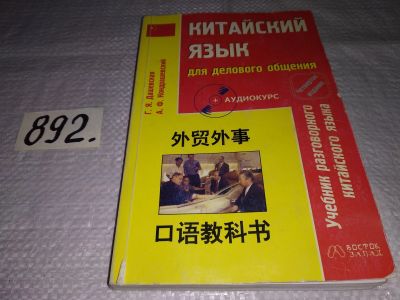 892.
КИТАЙСКИЙ
ЯЗЫК
для делового общения
+ АУДИОКУРС
Г. Я. Дашевская
А. Ф. Кондрашевский
外贸外事
口语教科书
Учебник разговорного
китайского языка
ВОСТОК
ЗАПАД